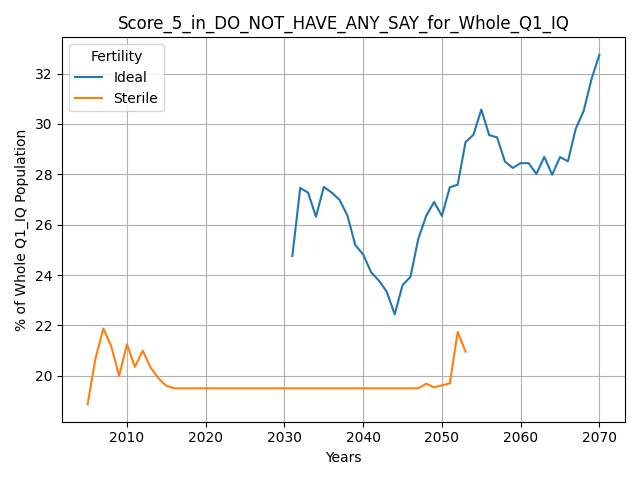 Score_5_in_DO_NOT_HAVE_ANY_SAY_for_Whole_Q1_IQ
Fertility
Ideal
Sterile
% of Whole Q1_IQ Population
32
30
28
26
24
22
20
2010 2020 2030 2040 2050 2060 2070
Years